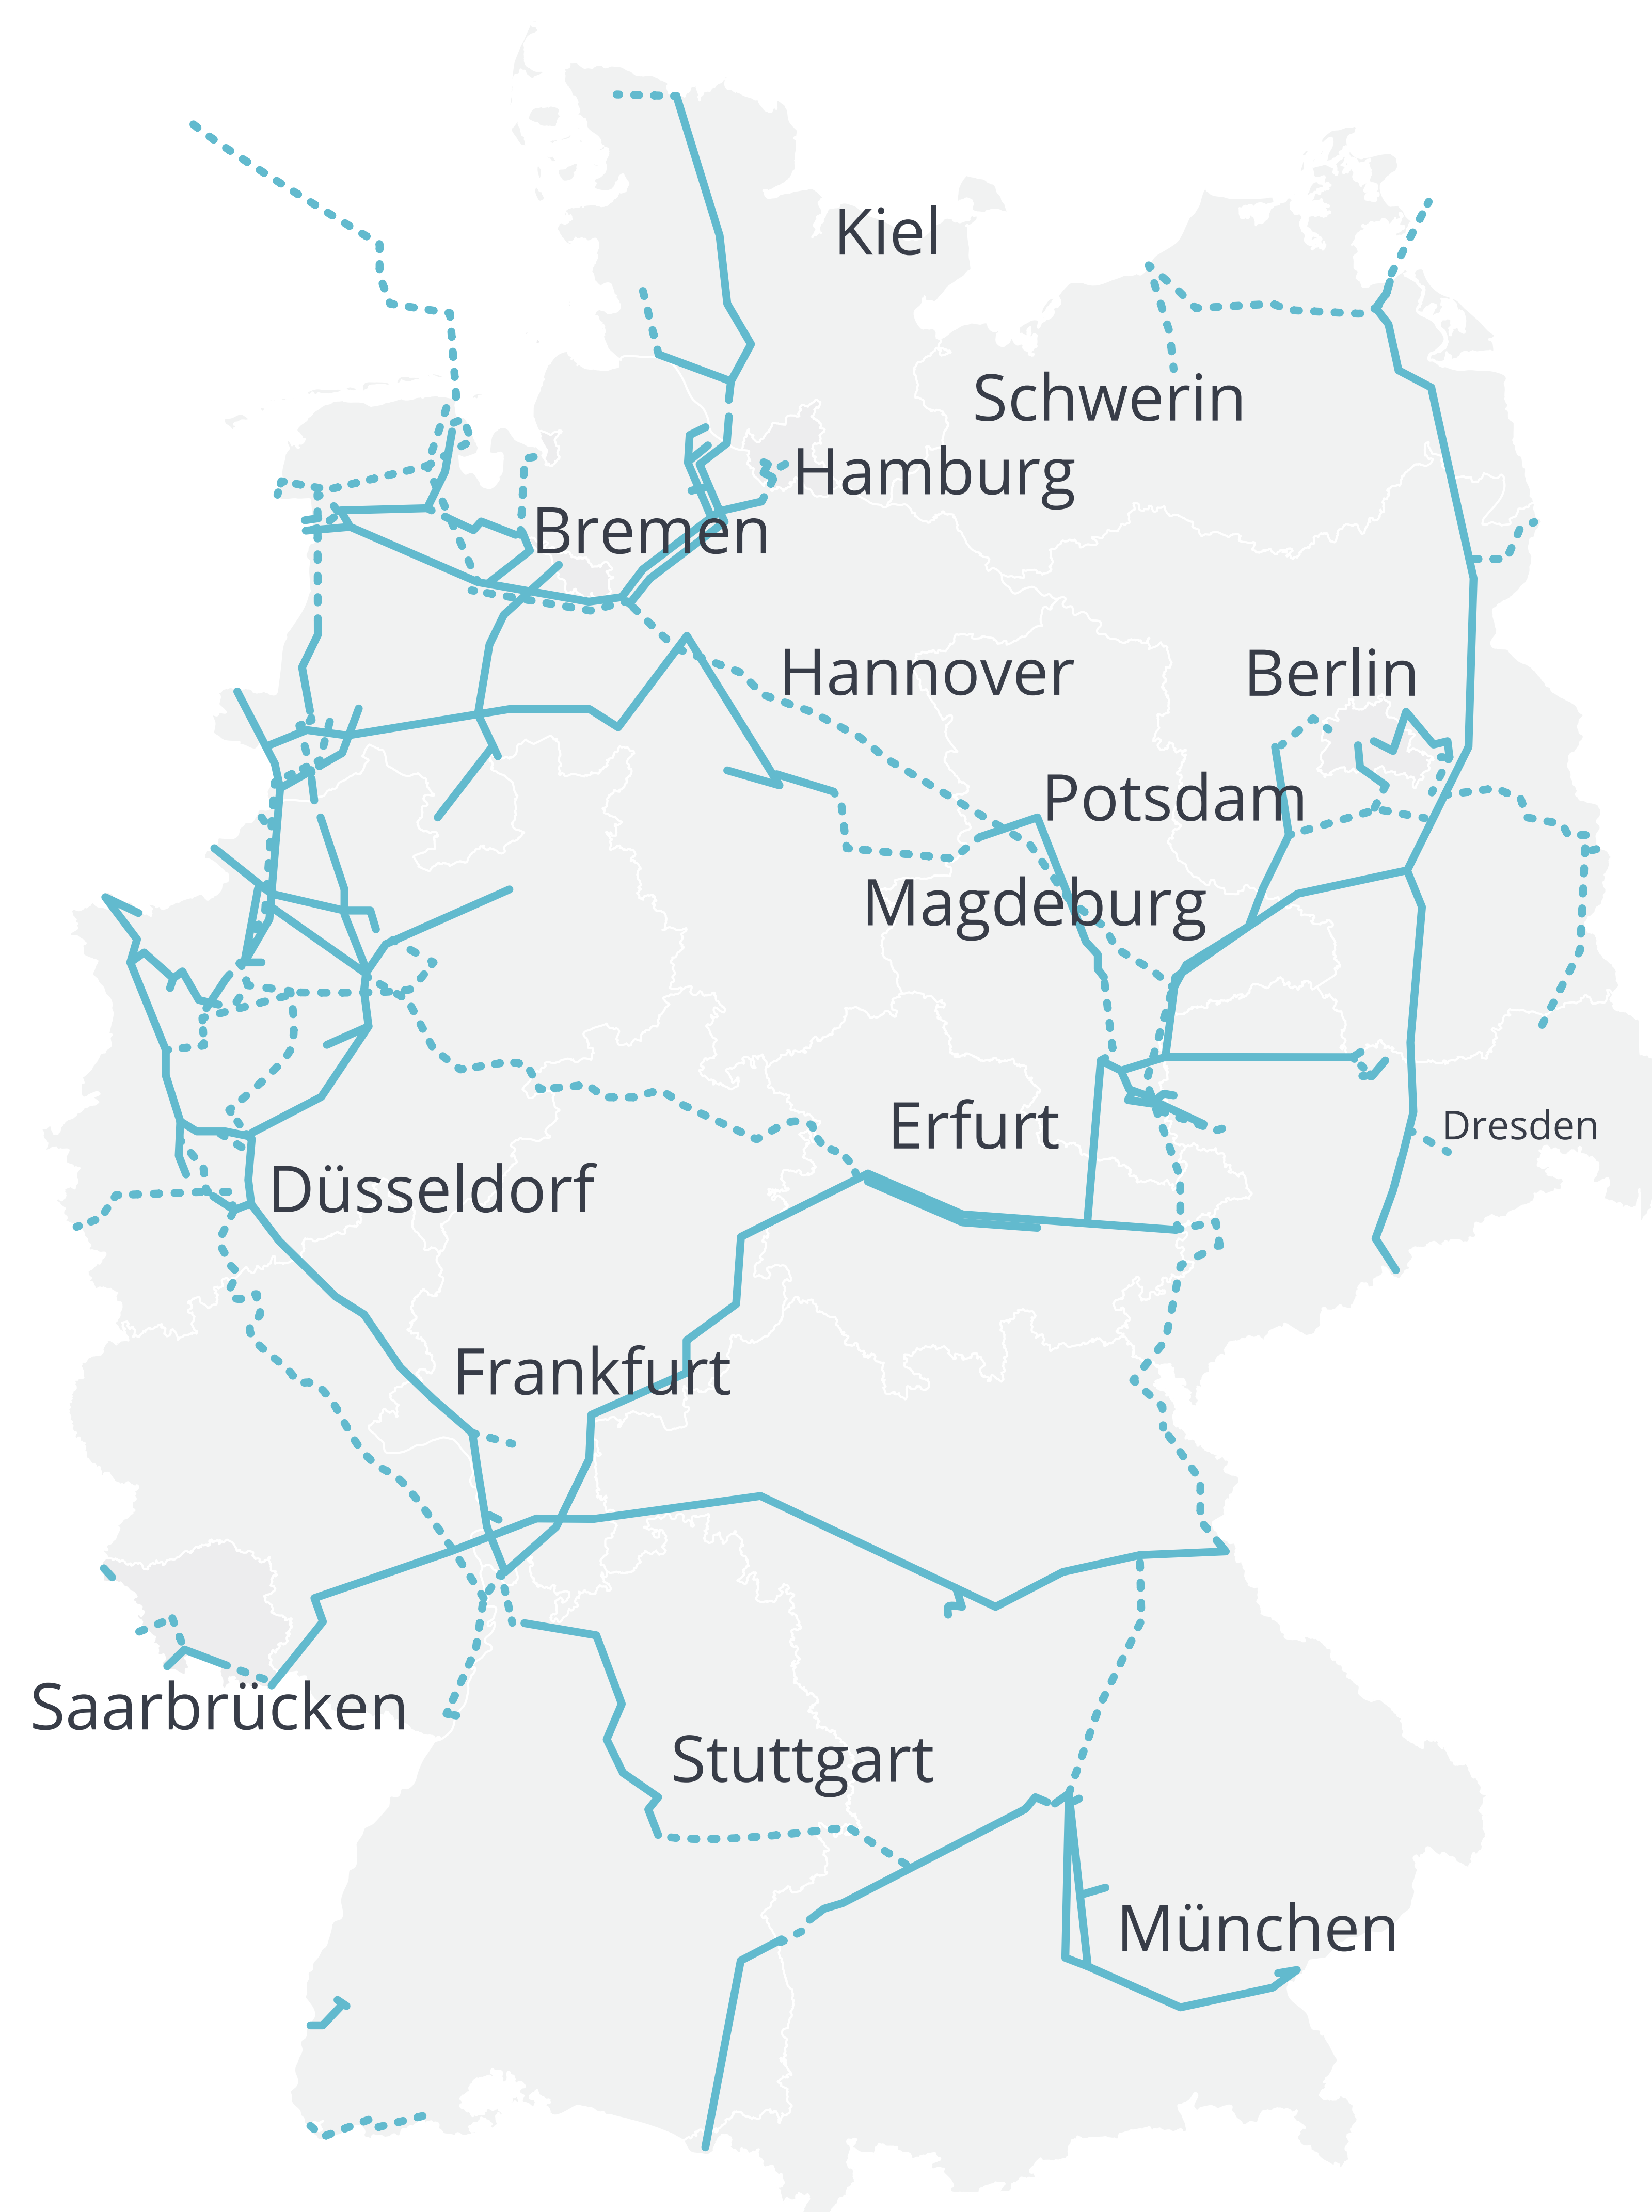 Kiel
Schwerin
Hamburg
Bremen
Hannover
Berlin
Potsdam
Magdeburg
Erfurt
Dresden
Düsseldorf
Frankfurt
Saarbrücken
Stuttgart
München